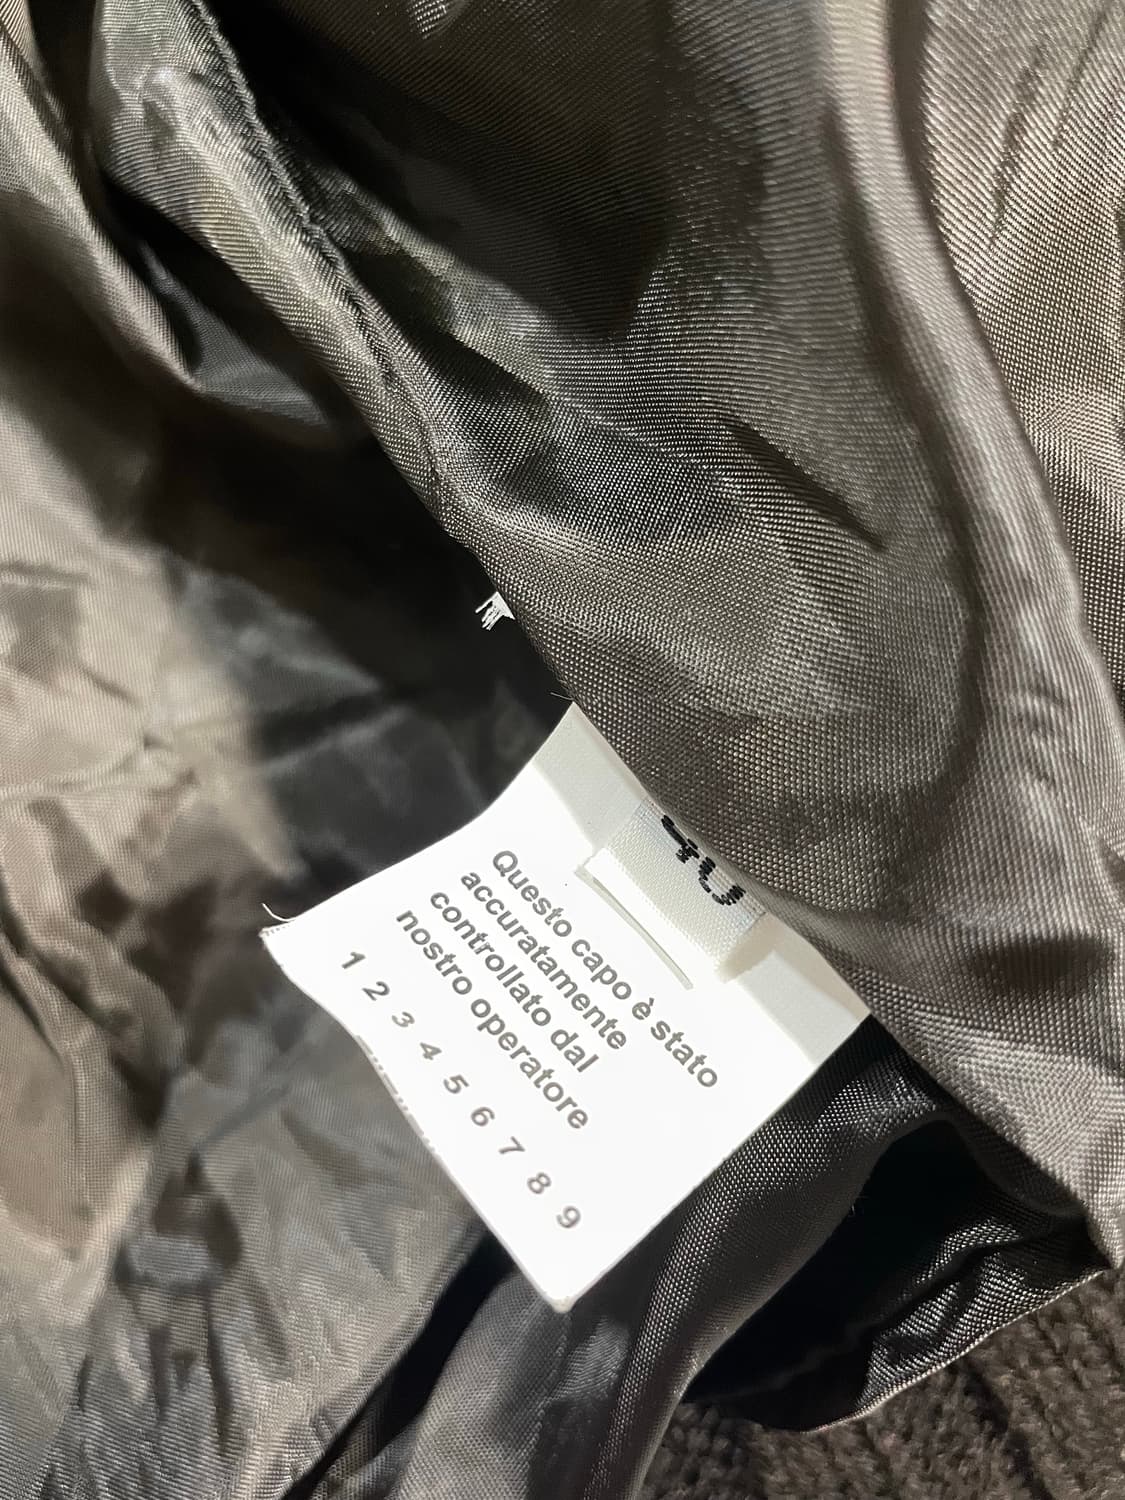 Questo capo è stato
accuratamente
controllato dal
nostro operatore
1 2 3 4 5 6 7 8 9